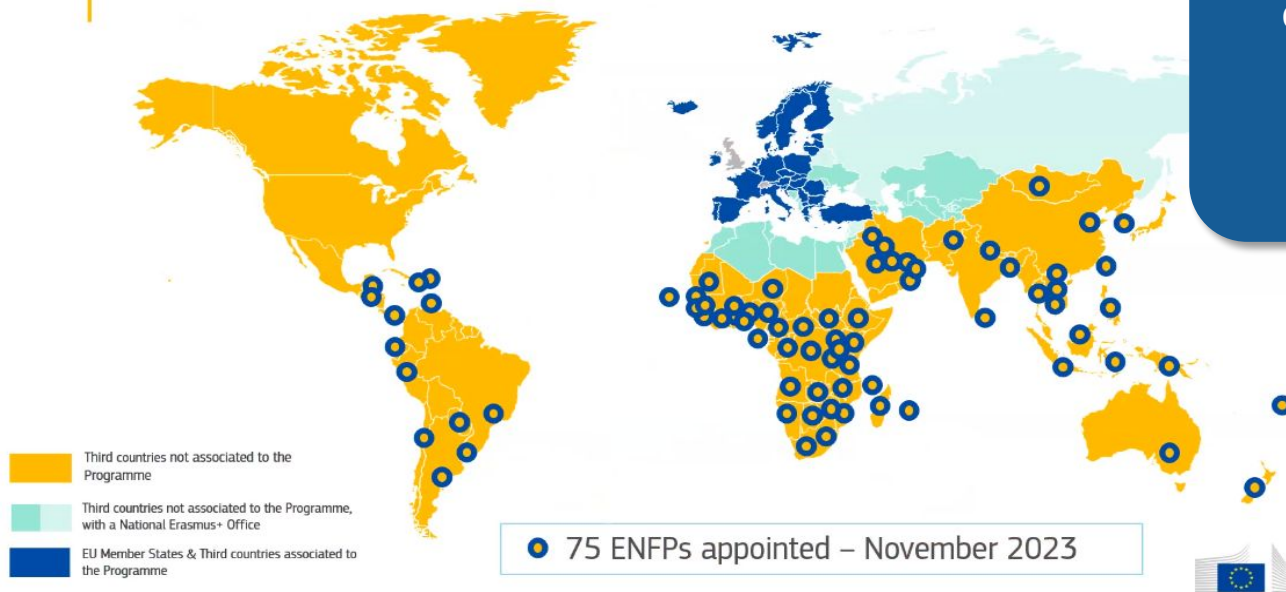 Third countries not associated to the
Programme
Third countries not associated to the Programme,
with a National Erasmus+ Office
EU Member States & Third countries associated to
the Programme
75 ENFPs appointed – November 2023